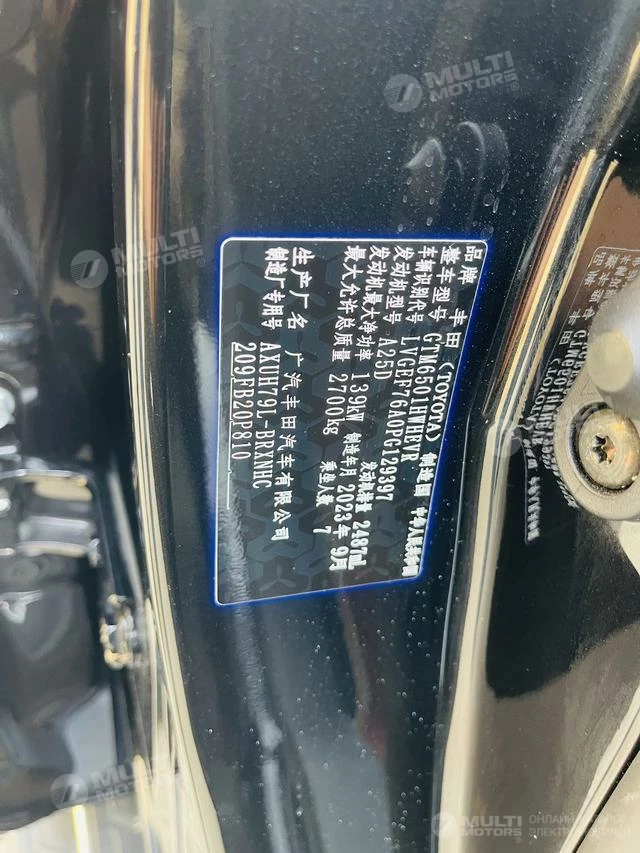 品牌 丰田(TOYOTA) 制造国 中华人民共和国
整车型号 GTM6501HWMEVR
车辆识别代号 LVGEF76A0PG129397
发动机型号 A25D 发动机排量 2487mL
发动机最大净功率 139kW 制造年月 2023年 9月
最大允许总质量 2700kg 乘坐人数 7
生产厂名 广汽丰田汽车有限公司
制造厂专用号 AXUH79L-BRXNHC
209FB20P810
MULTI MOTORS®
MULTI MOTORS®
MULTI MOTORS®
MULTI MOTORS®